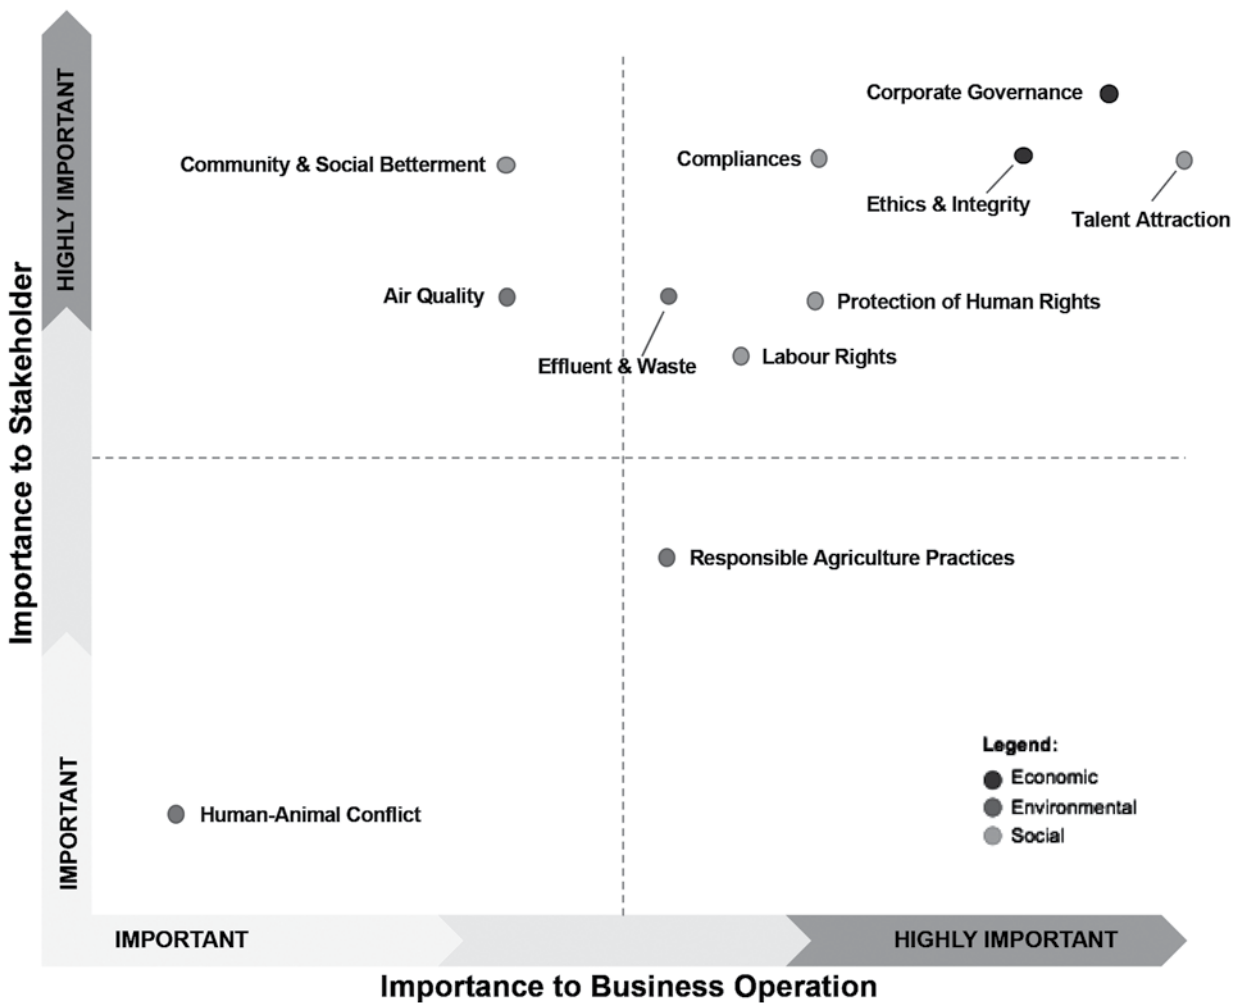 HIGHLY IMPORTANT
IMPORTANT
Importance to Stakeholder
Corporate Governance
Community & Social Betterment
Compliances
Ethics & Integrity
Talent Attraction
Air Quality
Protection of Human Rights
Effluent & Waste
Labour Rights
Responsible Agriculture Practices
Human-Animal Conflict
Legend:
Economic
Environmental
Social
IMPORTANT
HIGHLY IMPORTANT
Importance to Business Operation